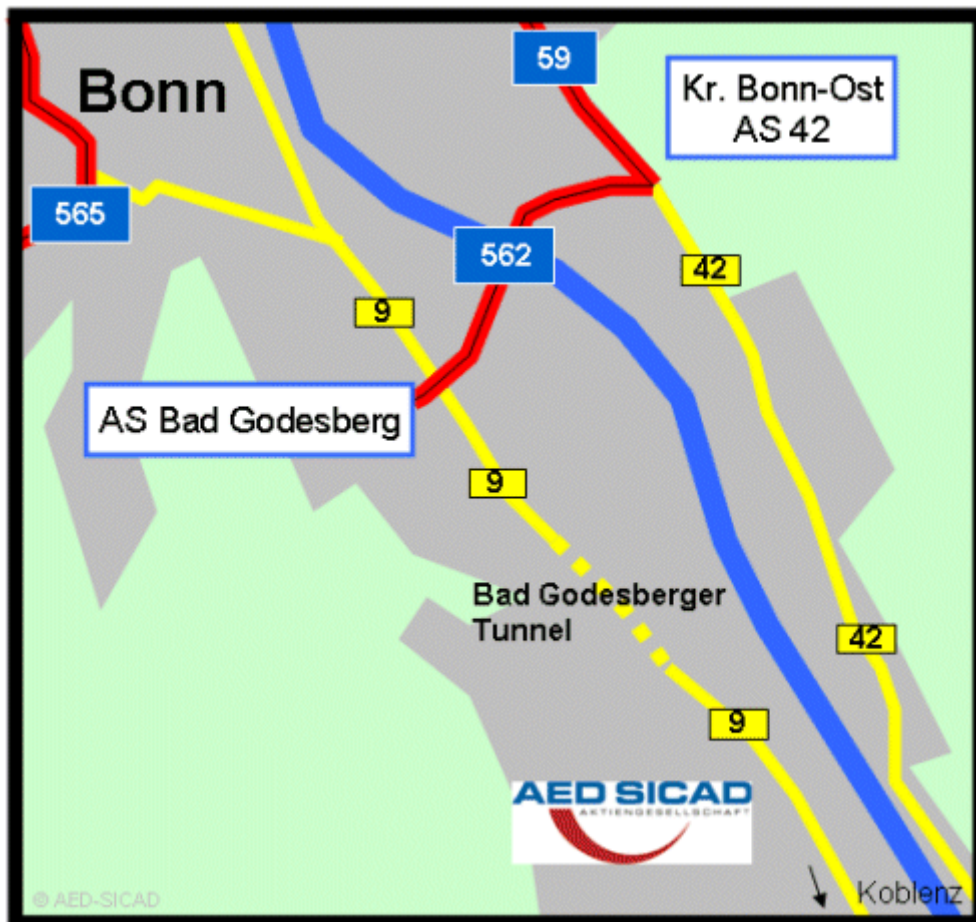 59
Kr. Bonn-Ost
AS 42
Bonn
565
562
42
9
AS Bad Godesberg
9
Bad Godesberger
Tunnel
42
9
AED SICAD
AKTIENGESELLSCHAFT
© AED-SICAD
Koblenz